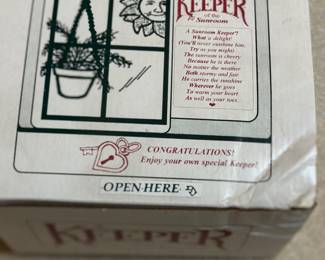 KEEPER
of the
Sunroom
A Sunroom Keeper?
What a delight!
(You'll never outshine him,
Try as you might)
The sunroom is cheery
Because he is there
No matter the weather
Both stormy and fair
He carries the sunshine
Wherever he goes
To warm your heart
As well as your toes.
CONGRATULATIONS!
Enjoy your own special Keeper!
OPEN·HERE·
KEEPER